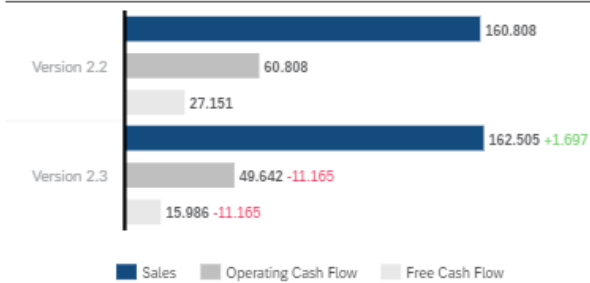 160.808
Version 2.2 60.808
27.151
162.505 +1.697
Version 2.3 49.642 -11.165
15.986 -11.165
Sales Operating Cash Flow Free Cash Flow